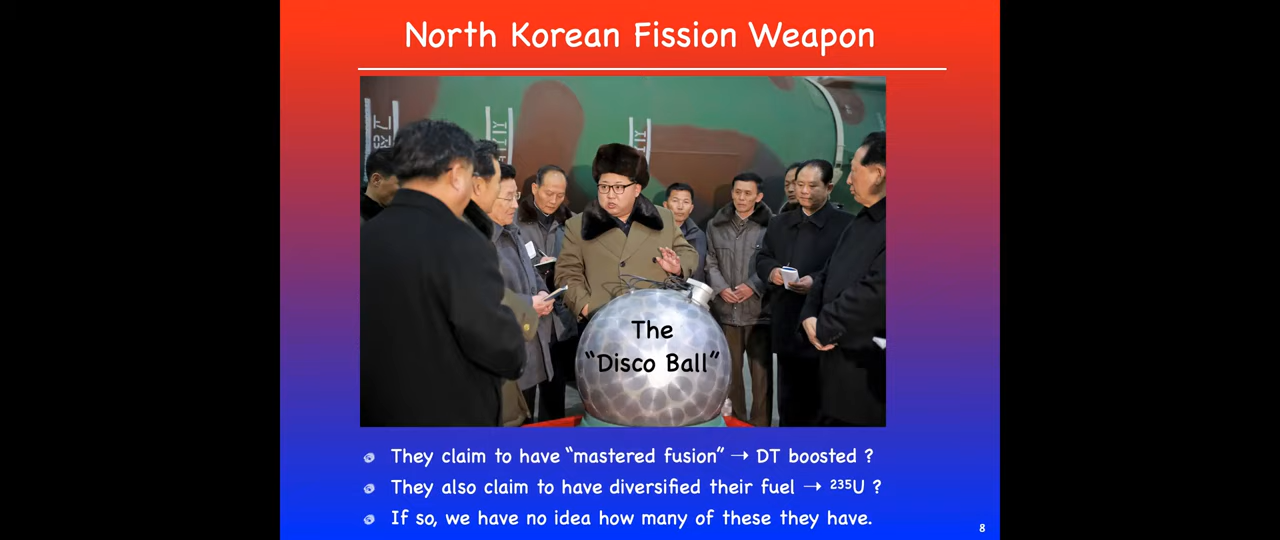 North Korean Fission Weapon
The
“Disco Ball”
They claim to have “mastered fusion” → DT boosted ?
They also claim to have diversified their fuel → ²³⁵U ?
If so, we have no idea how many of these they have.
8